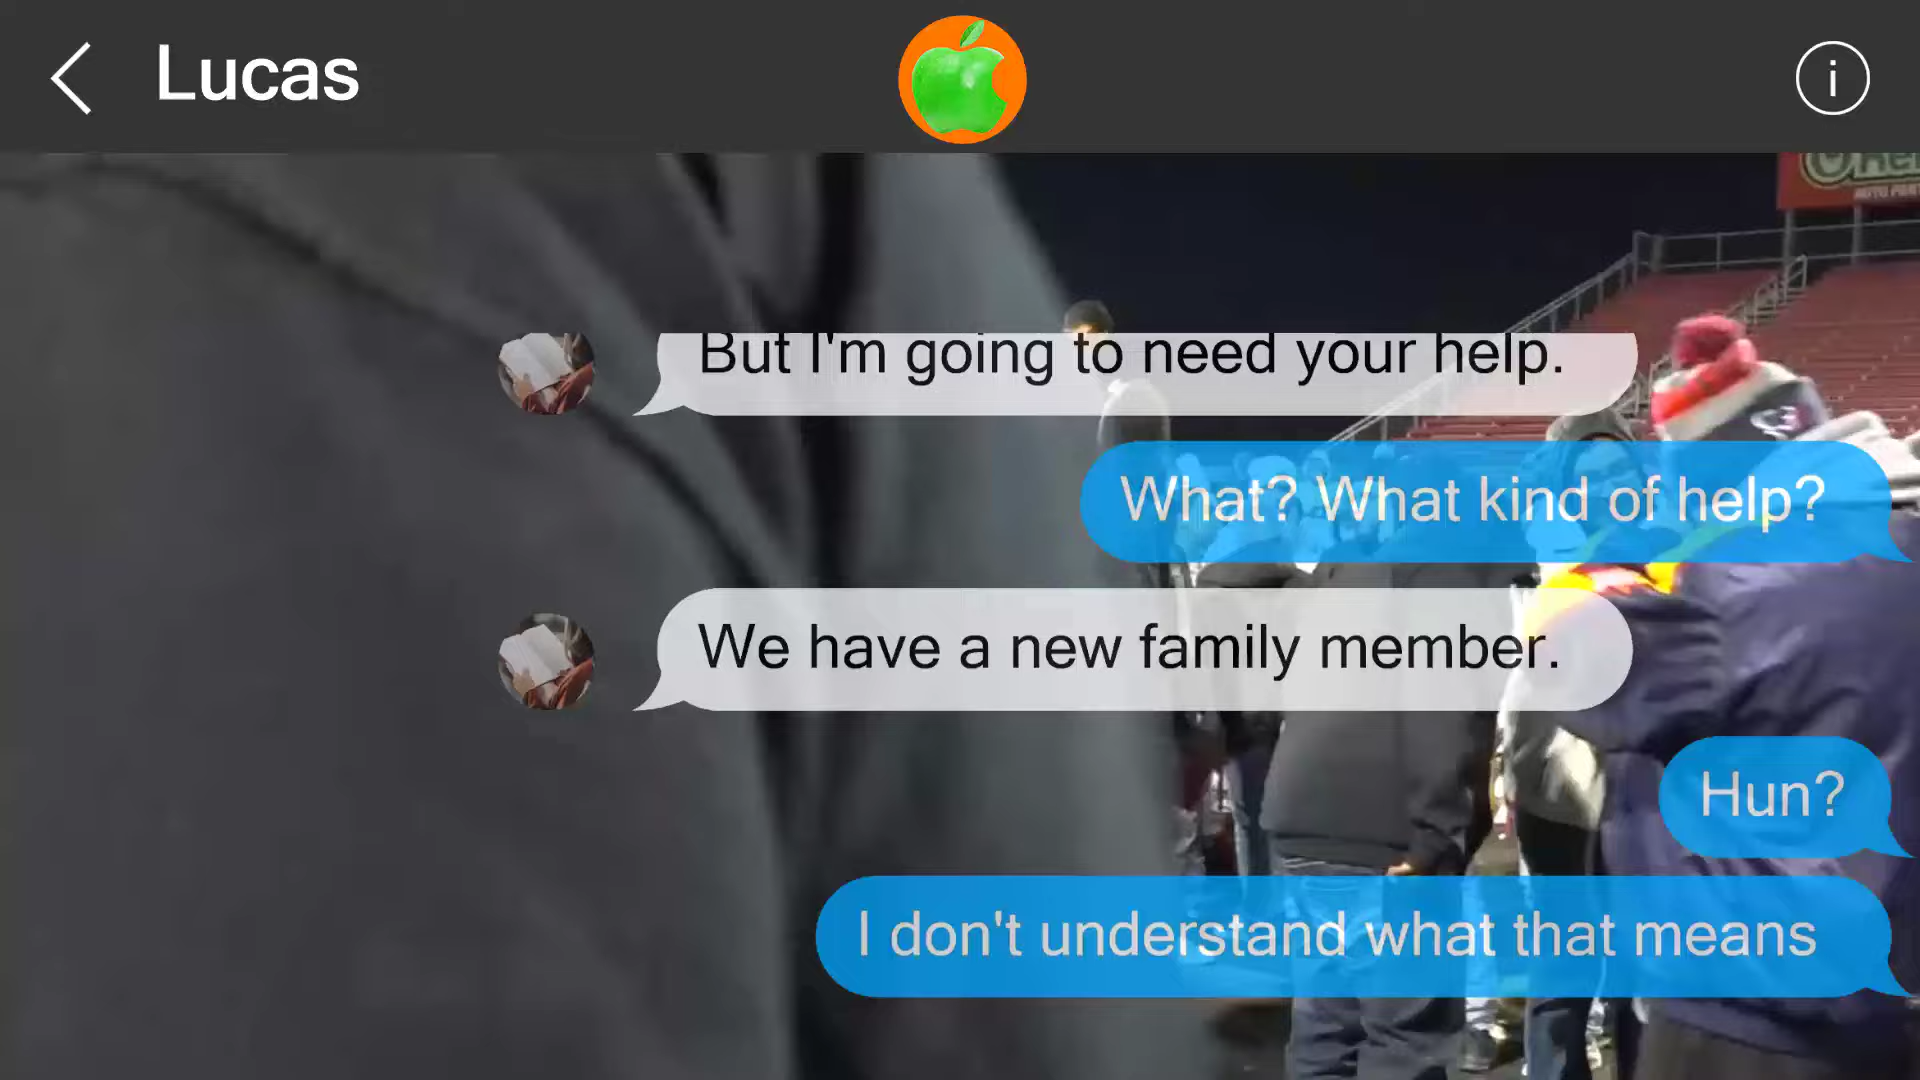 Lucas
i
But I'm going to need your help.
What? What kind of help?
We have a new family member.
Hun?
I don't understand what that means